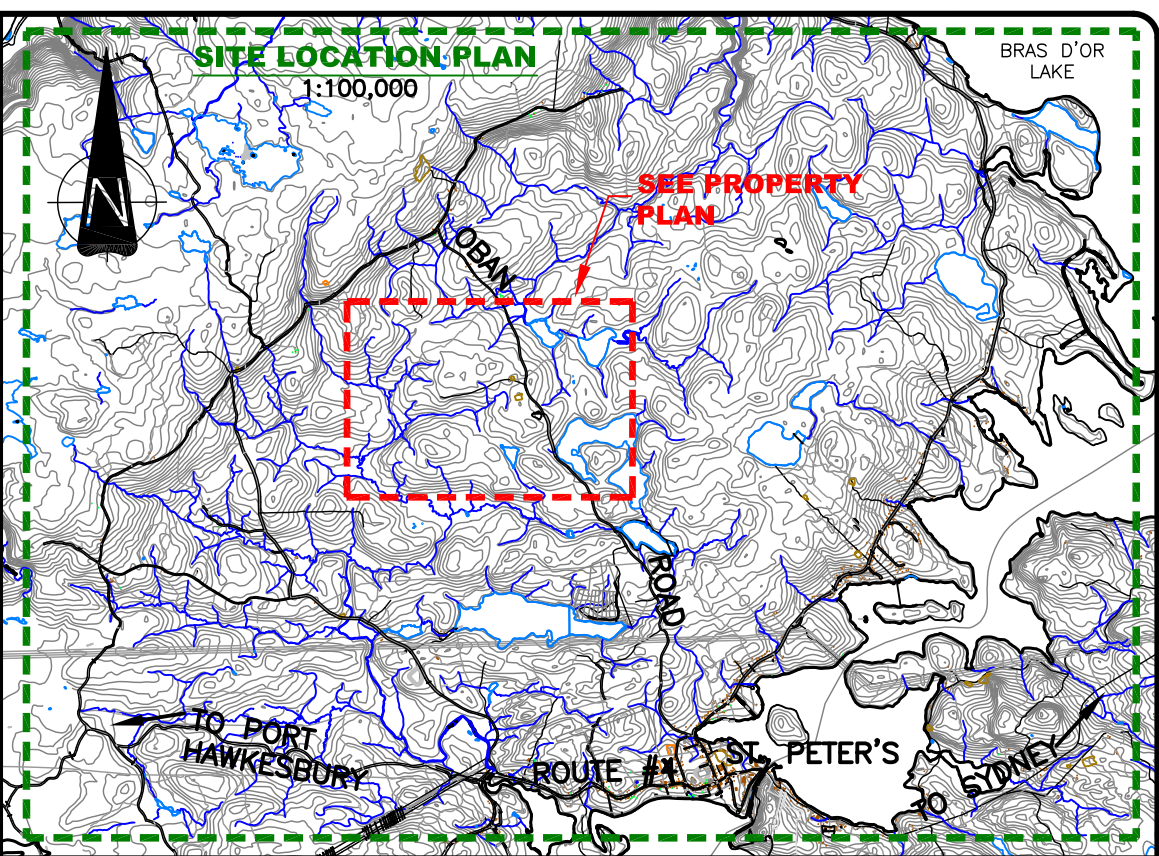 SITE LOCATION PLAN
1:100,000
BRAS D'OR
LAKE
N
SEE PROPERTY
PLAN
OBAN
ROAD
TO PORT
HAWKESBURY
ROUTE #4
ST. PETER'S
TO SYDNEY